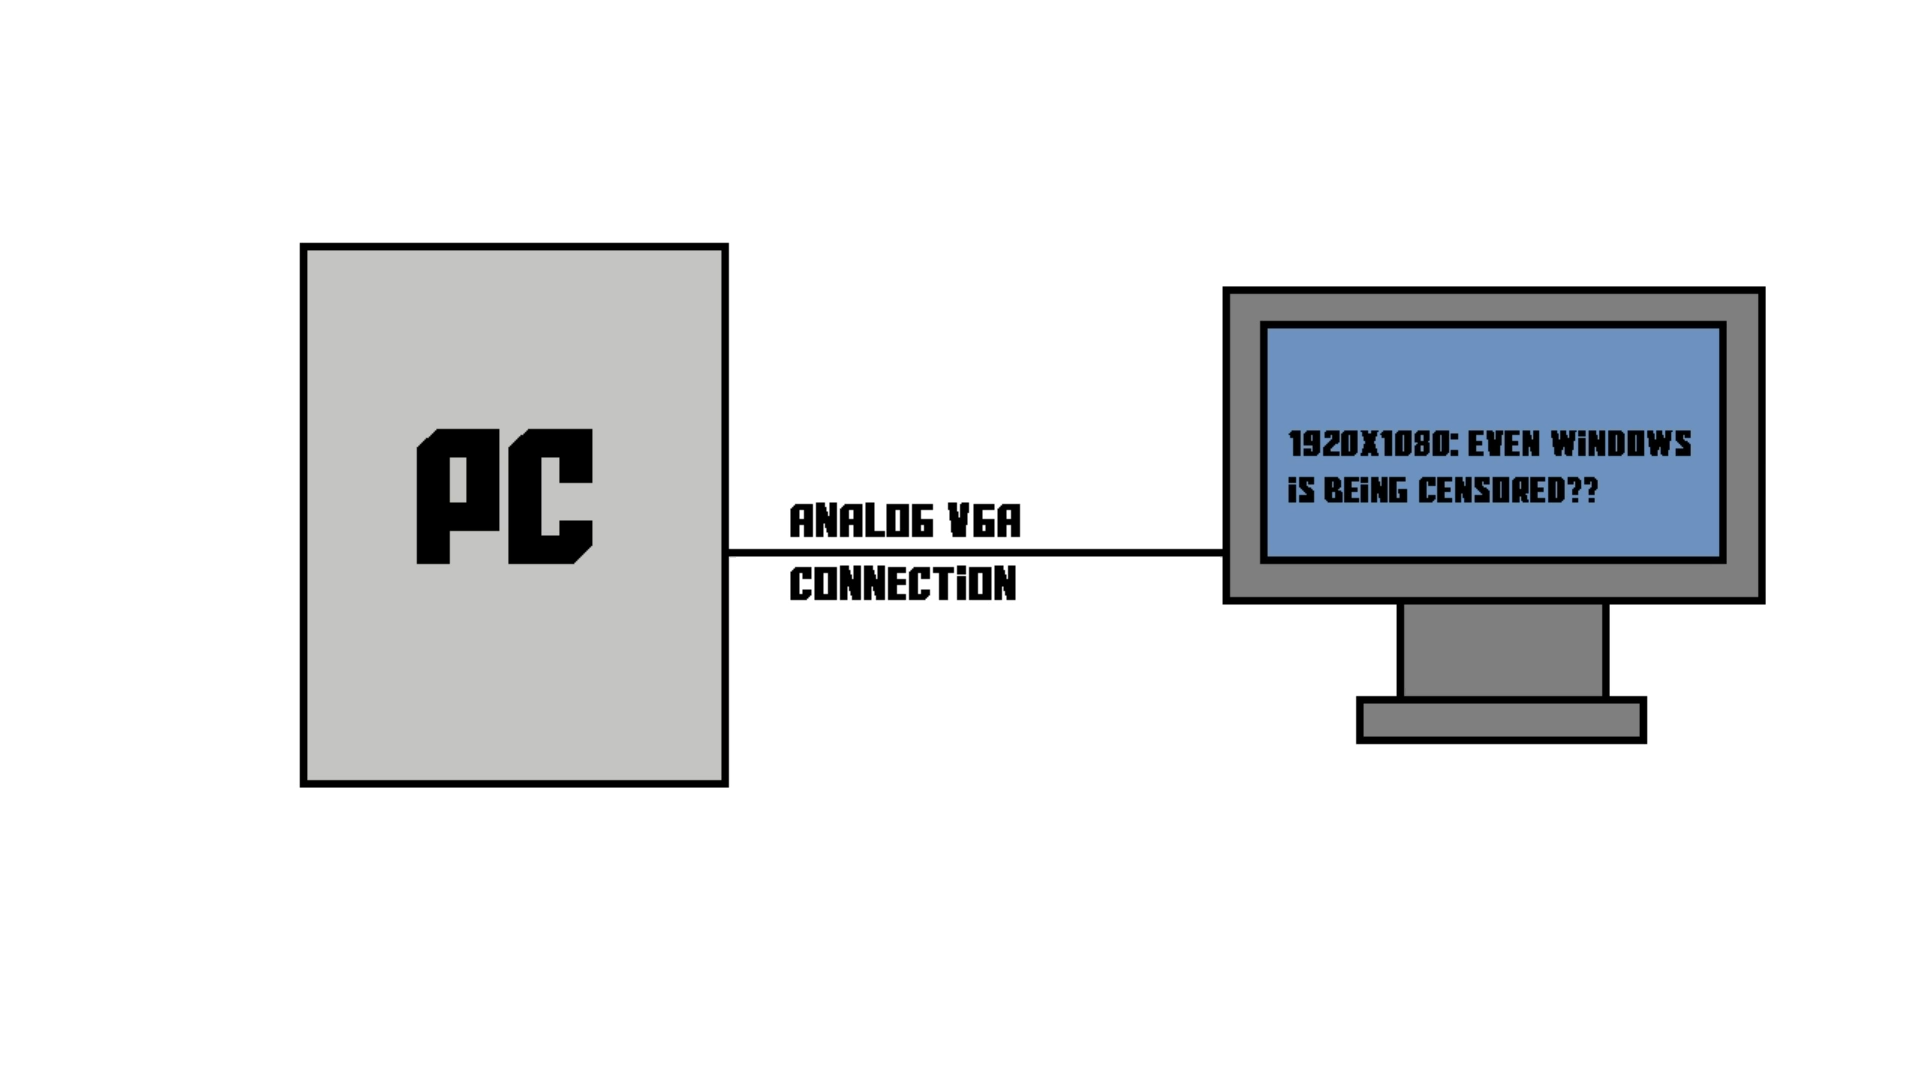 PC
ANALOG VGA
CONNECTiON
1920X1080: EVEN WiNDOWS
iS BEiNG CENSORED??